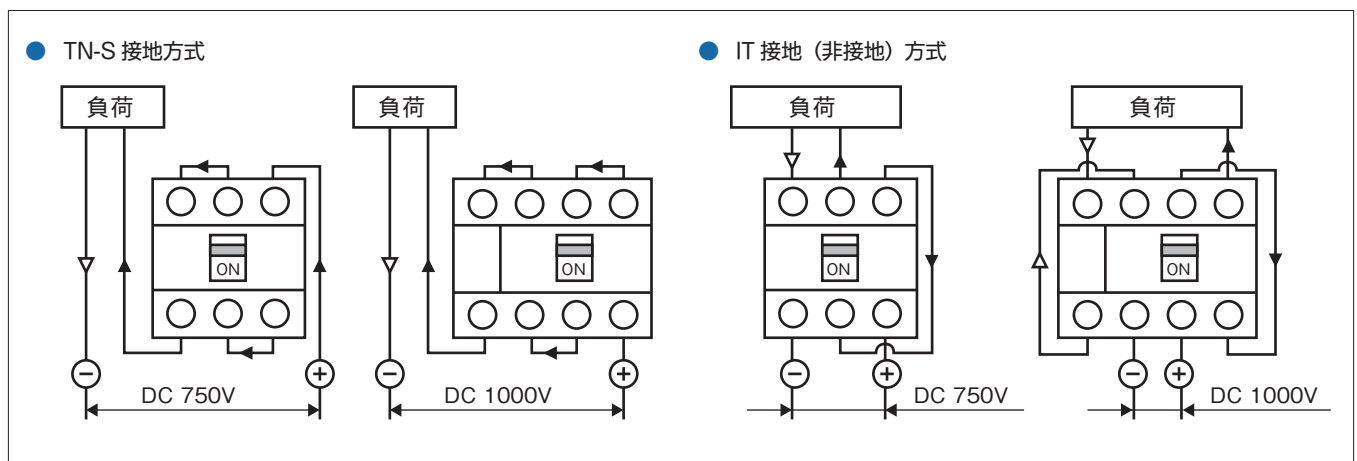 ● TN-S 接地方式
負荷
負荷
ON
ON
− +
− +
DC 750V
DC 1000V
● IT 接地（非接地）方式
負荷
負荷
ON
ON
− +
− +
DC 750V
DC 1000V